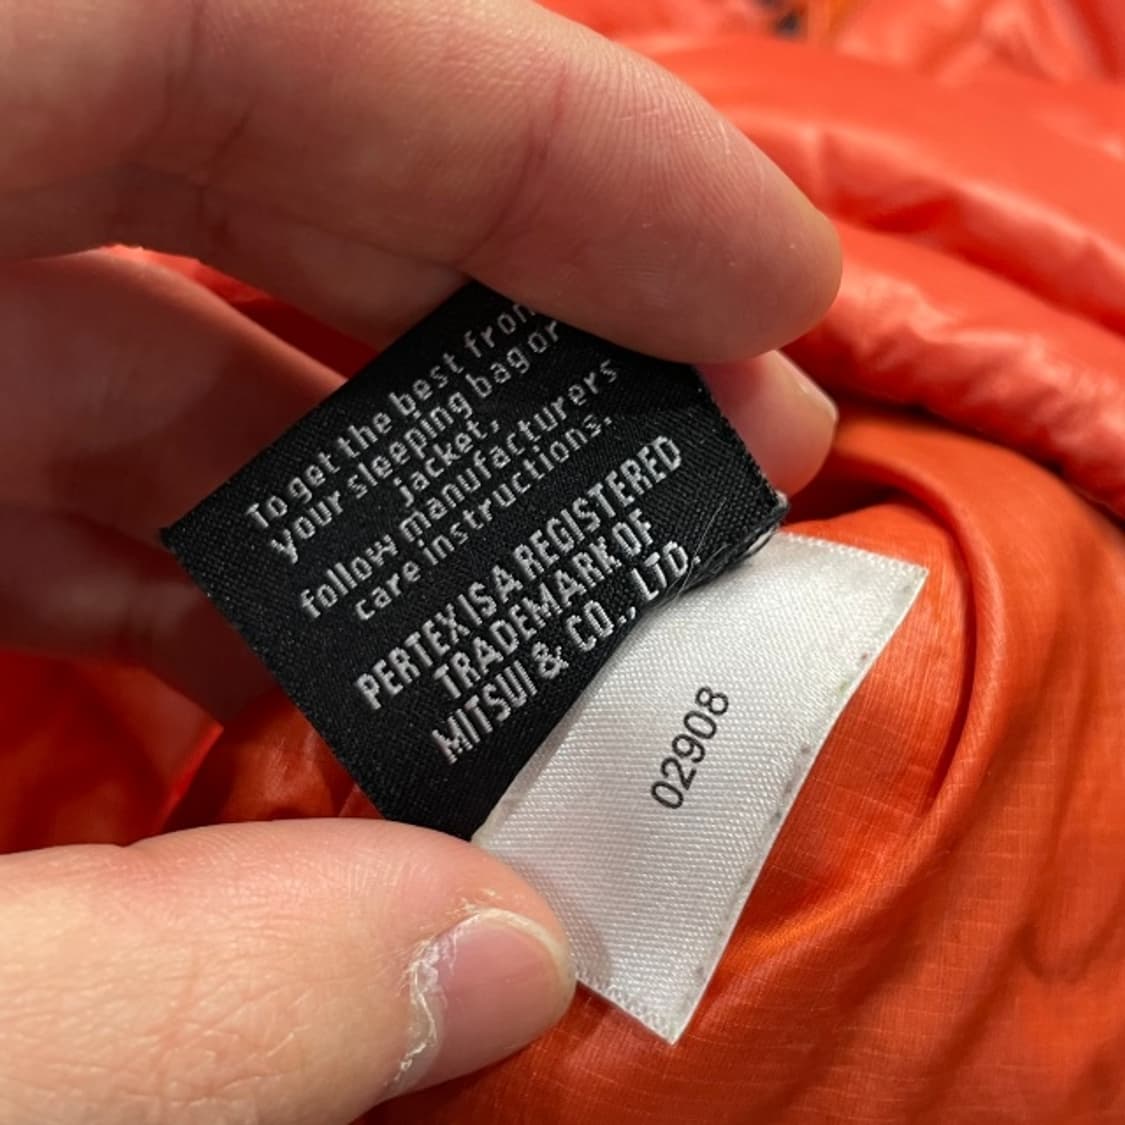 To get the best from
your sleeping bag or
jacket,
follow manufacturers
care instructions.
PERTEX IS A REGISTERED
TRADEMARK OF
MITSUI & CO., LTD.
02908